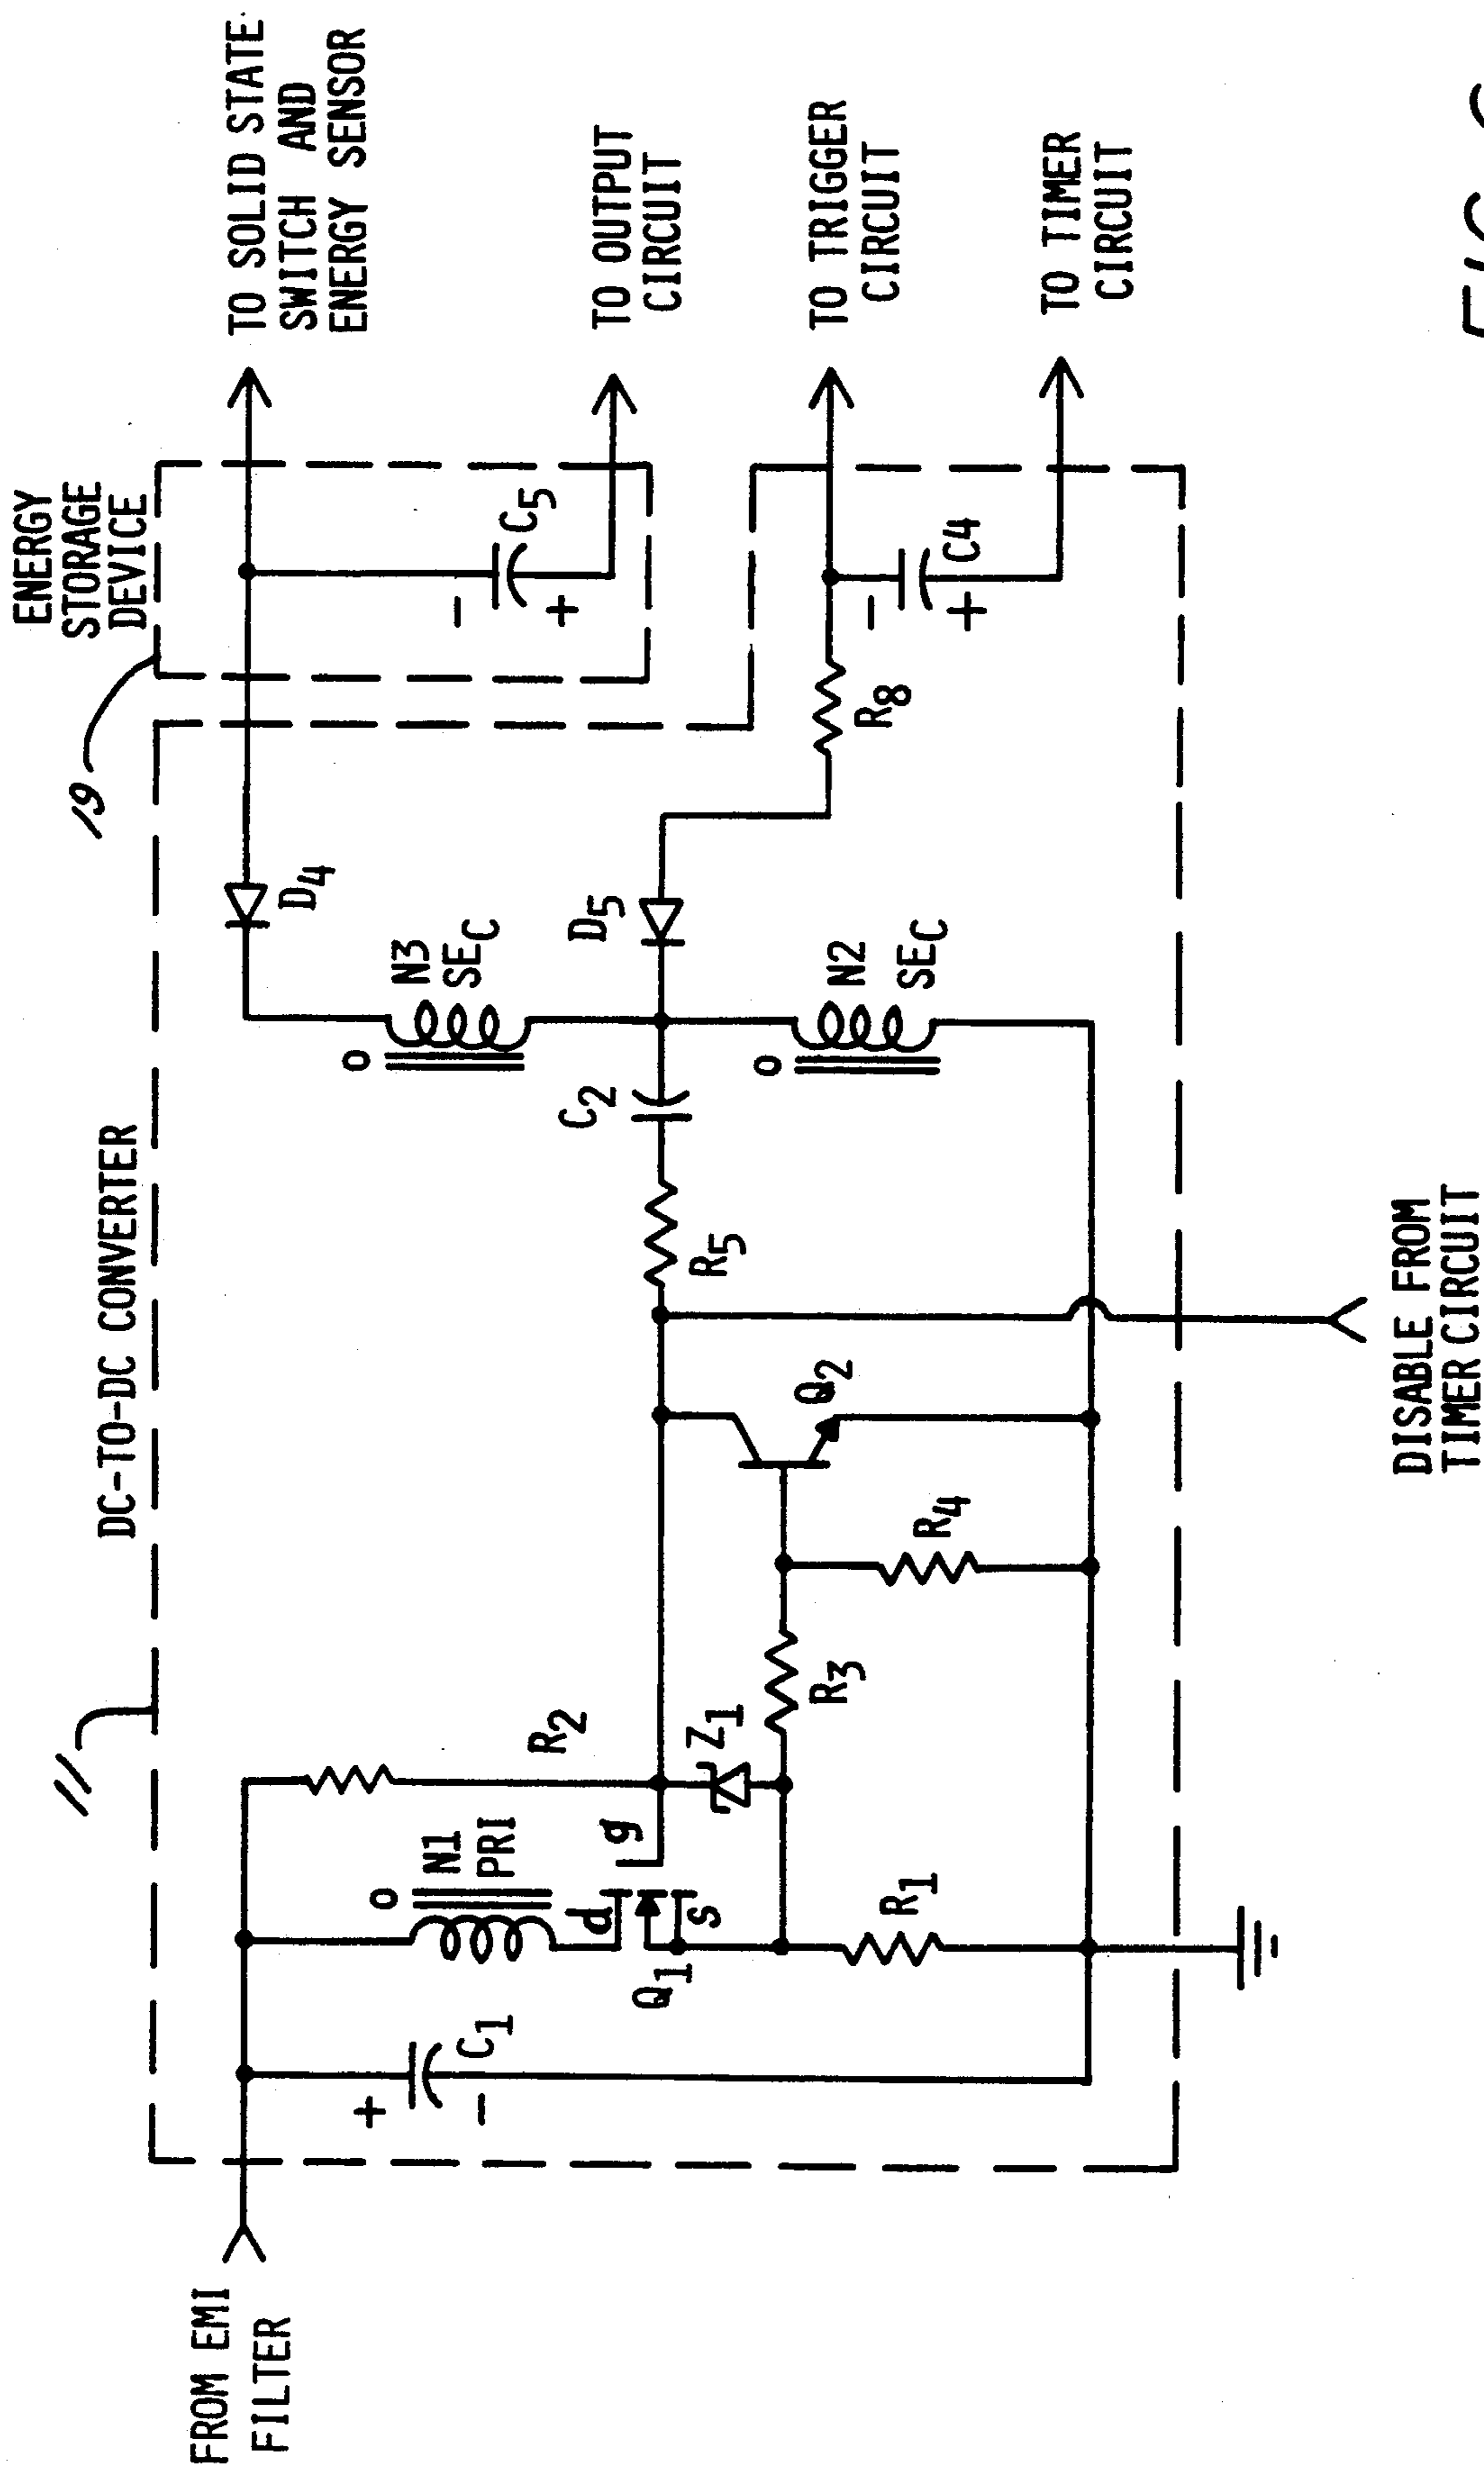 ENERGY
STORAGE
DEVICE
19
TO SOLID STATE
SWITCH AND
ENERGY SENSOR
TO OUTPUT
CIRCUIT
TO TRIGGER
CIRCUIT
TO TIMER
CIRCUIT
DC-TO-DC CONVERTER
11
FROM EMI
FILTER
+
C1
-
N1
PRI
d
g
s
Q1
R1
R2
Z1
R3
R4
Q2
R5
C2
N3
SEC
N2
SEC
D4
D5
R8
-
C5
+
-
C4
+
DISABLE FROM
TIMER CIRCUIT